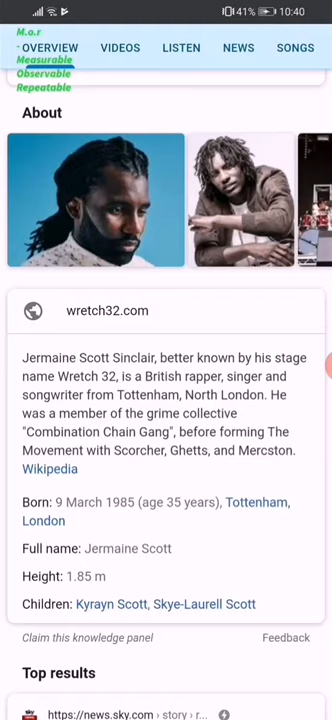 41% 10:40
M.o.r
-
OVERVIEW VIDEOS LISTEN NEWS SONGS
Measurable
Observable
Repeatable
About
wretch32.com
Jermaine Scott Sinclair, better known by his stage
name Wretch 32, is a British rapper, singer and
songwriter from Tottenham, North London. He
was a member of the grime collective
"Combination Chain Gang", before forming The
Movement with Scorcher, Ghetts, and Mercston.
Wikipedia
Born: 9 March 1985 (age 35 years), Tottenham,
London
Full name: Jermaine Scott
Height: 1.85 m
Children: Kyrayn Scott, Skye-Laurell Scott
Claim this knowledge panel Feedback
Top results
https://news.sky.com › story › r...